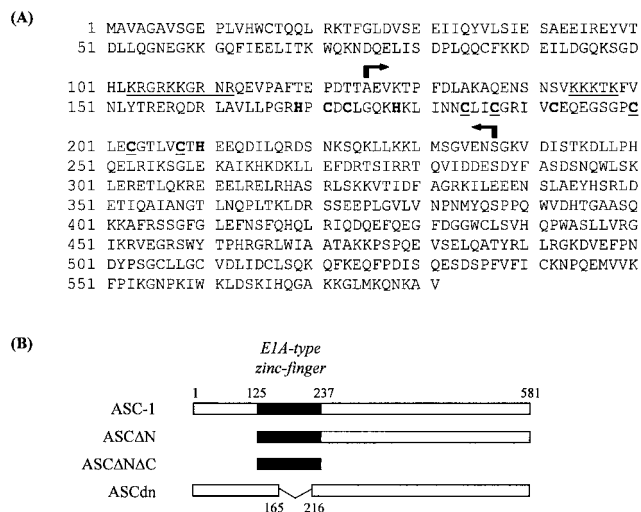 (A)
1 MAVAGAVSGE PLVHWCTQQL RKTFGLDVSE EIIQYVLSIE SAEEIREYVT
51 DLLQGNEGKK GQFIEELITK WQKNDQELIS DPLQQCFKKD EILDGQKSGD
101 HLKRGRKKGR NRQEVPAFTE PDTTAEVKTP FDLAKAQENS NSVKKKTKFV
151 NLYTRERQDR LAVLLPGRHP CDCLGQKHKL INNCLICGRI VCEQEGSGPC
201 LECGTLVCTH EEQDILQRDS NKSQKLLKKL MSGVENSGKV DISTKDLLPH
251 QELRIKSGLE KAIKHKDKLL EFDRTSIRRT QVIDDESDYF ASDSNQWLSK
301 LERETLQKRE EELRELRHAS RLSKKVTIDF AGRKILEEEN SLAEYHSRLD
351 ETIQAIANGT LNQPLTKLDR SSEEPLGVLV NPNMYQSPPQ WVDHTGAASQ
401 KKAFRSSGFG LEFNSFQHQL RIQDQEFQEG FDGGWCLSVH QPWASLLVRG
451 IKRVEGRSWY TPHRGRLWIA ATAKKPSPQE VSELQATYRL LRGKDVEFPN
501 DYPSGCLLGC VDLIDCLSQK QFKEQFPDIS QESDSPFVFI CKNPQEMVVK
551 FPIKGNPKIW KLDSKIHQGA KKGLMKQNKA V
(B)
E1A-type
zinc-finger
1 125 237 581
ASC-1
ASCΔN
ASCΔNΔC
ASCdn
165 216